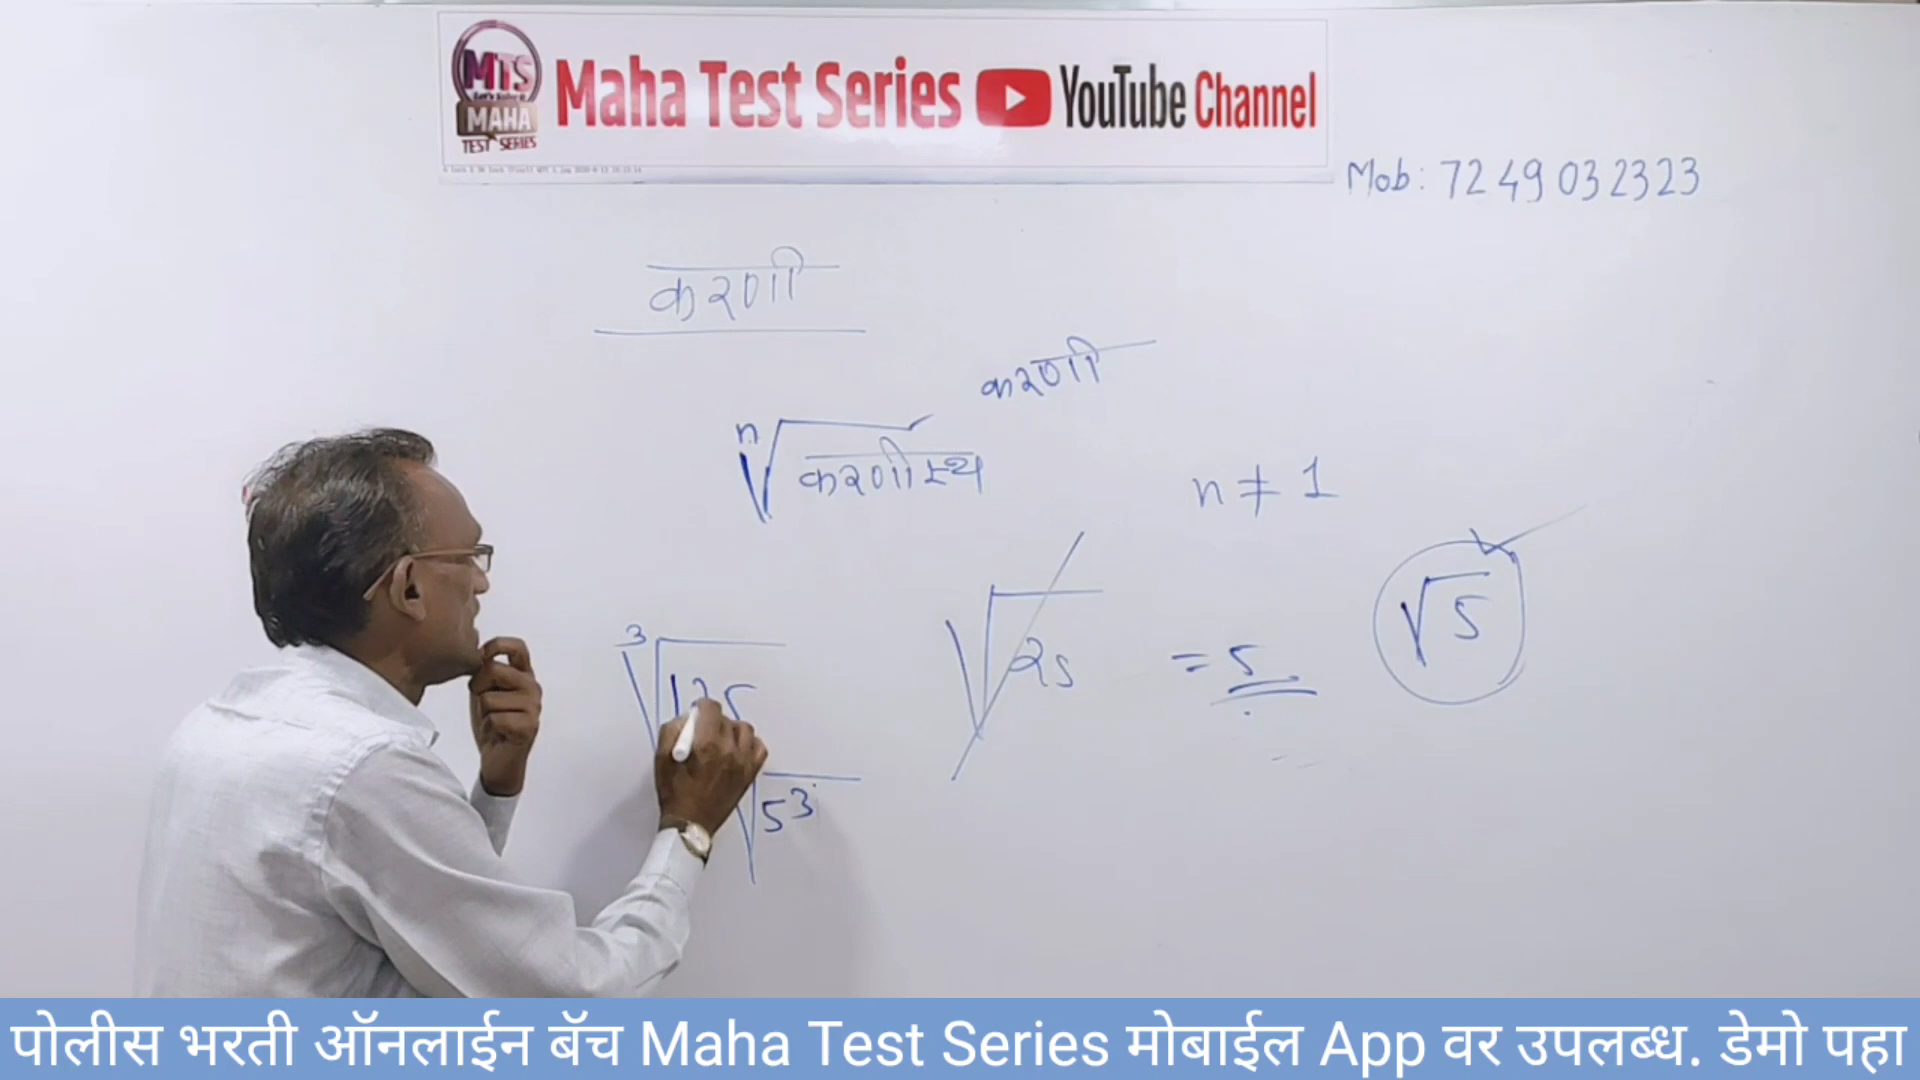 MTS
MAHA
TEST SERIES
Maha Test Series YouTube Channel
Mob: 7249032323
करणी
करणी
n√करणीस्थ
n ≠ 1
3√125
√25 = 5
√5
√5³
पोलीस भरती ऑनलाईन बॅच Maha Test Series मोबाईल App वर उपलब्ध. डेमो पहा